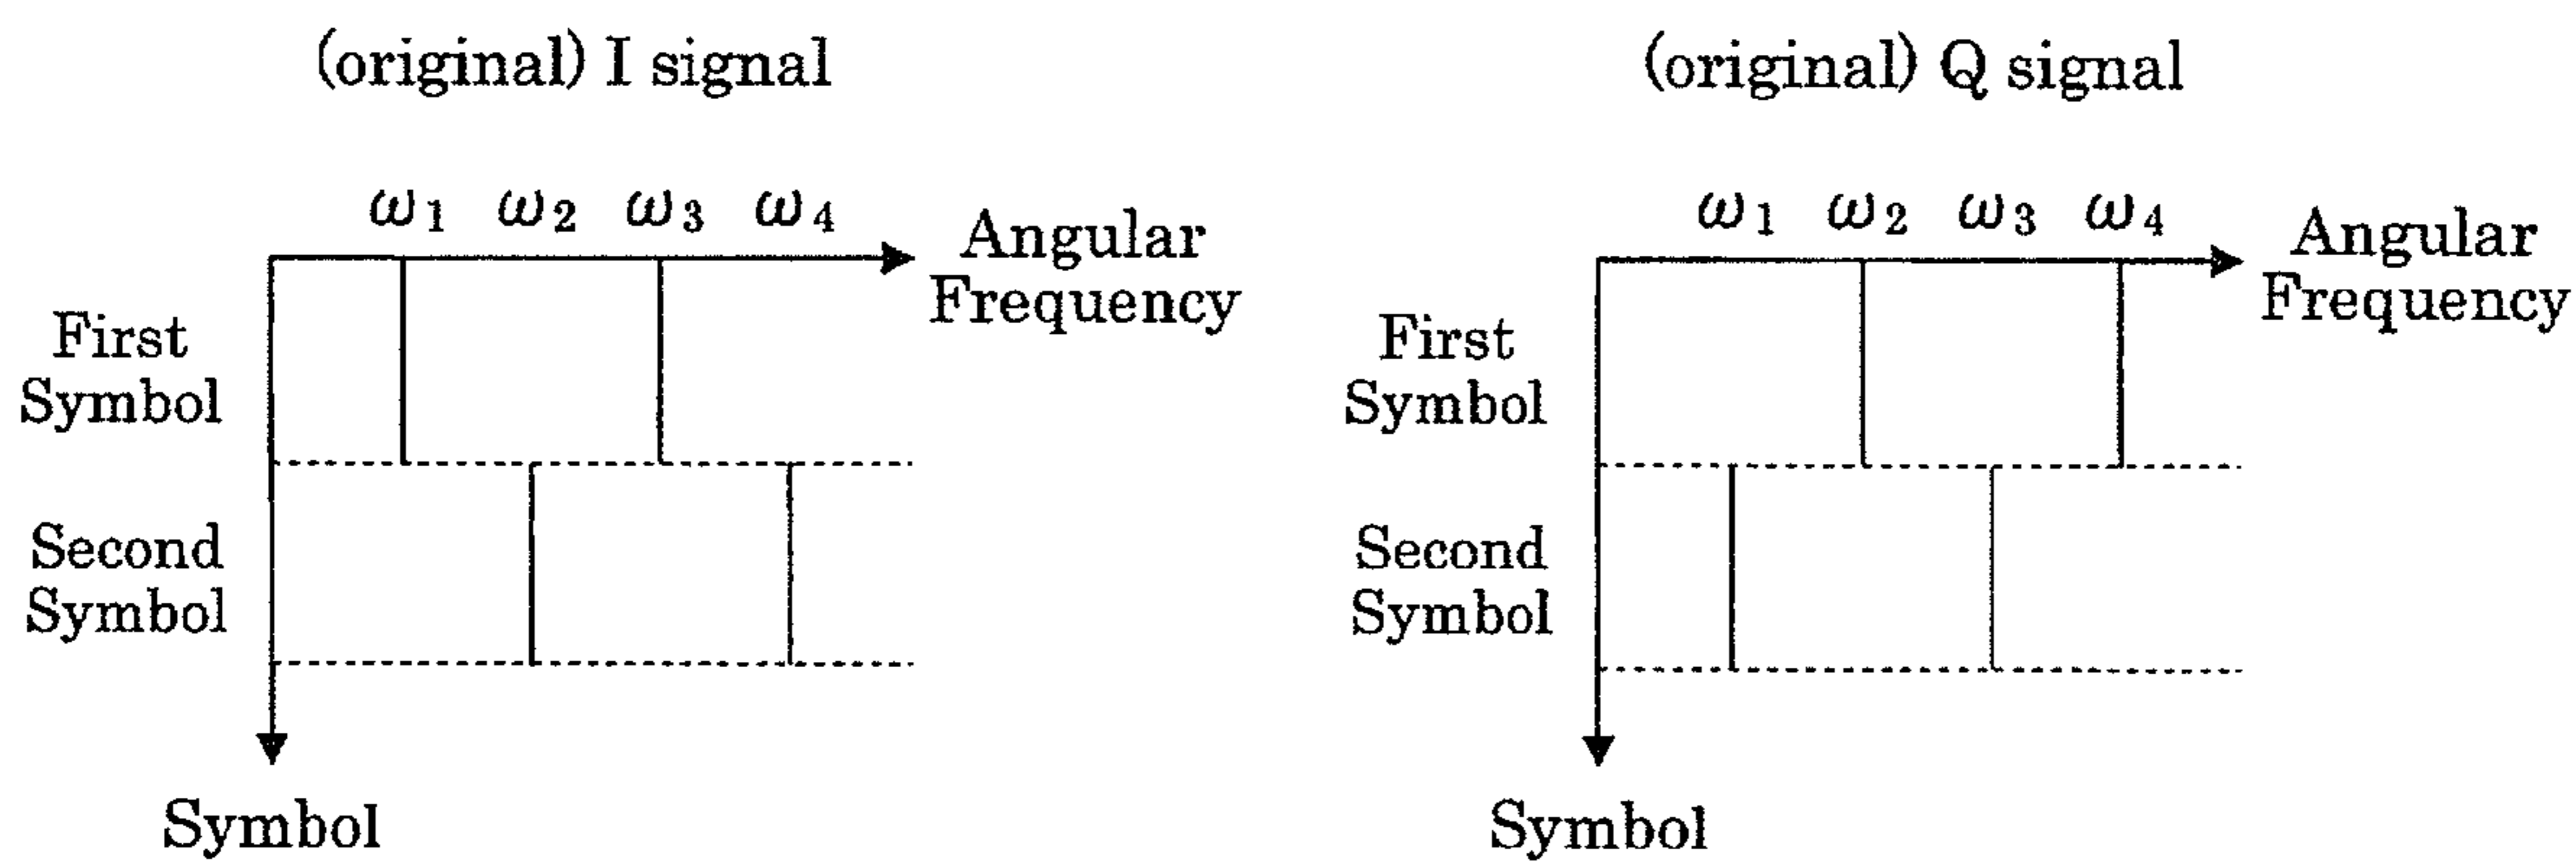 (original) I signal
ω1 ω2 ω3 ω4
Angular
Frequency
First
Symbol
Second
Symbol
Symbol
(original) Q signal
ω1 ω2 ω3 ω4
Angular
Frequency
First
Symbol
Second
Symbol
Symbol